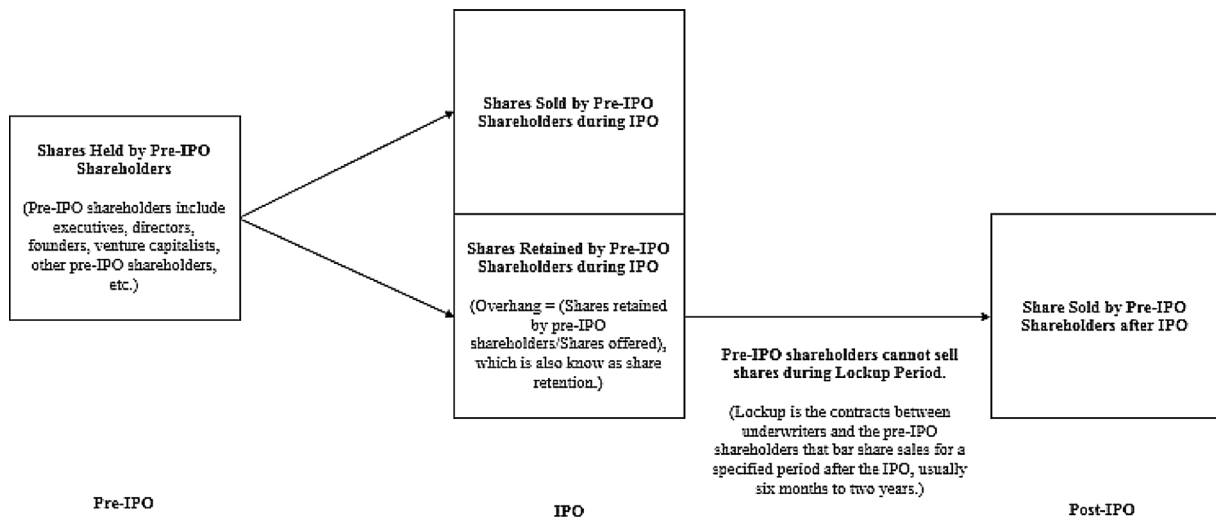 Shares Held by Pre-IPO
Shareholders
(Pre-IPO shareholders include
executives, directors,
founders, venture capitalists,
other pre-IPO shareholders,
etc.)
Shares Sold by Pre-IPO
Shareholders during IPO
Shares Retained by Pre-IPO
Shareholders during IPO
(Overhang = (Shares retained
by pre-IPO
shareholders/Shares offered),
which is also know as share
retention.)
Pre-IPO shareholders cannot sell
shares during Lockup Period.
(Lockup is the contracts between
underwriters and the pre-IPO
shareholders that bar share sales for a
specified period after the IPO, usually
six months to two years.)
Share Sold by Pre-IPO
Shareholders after IPO
Pre-IPO
IPO
Post-IPO